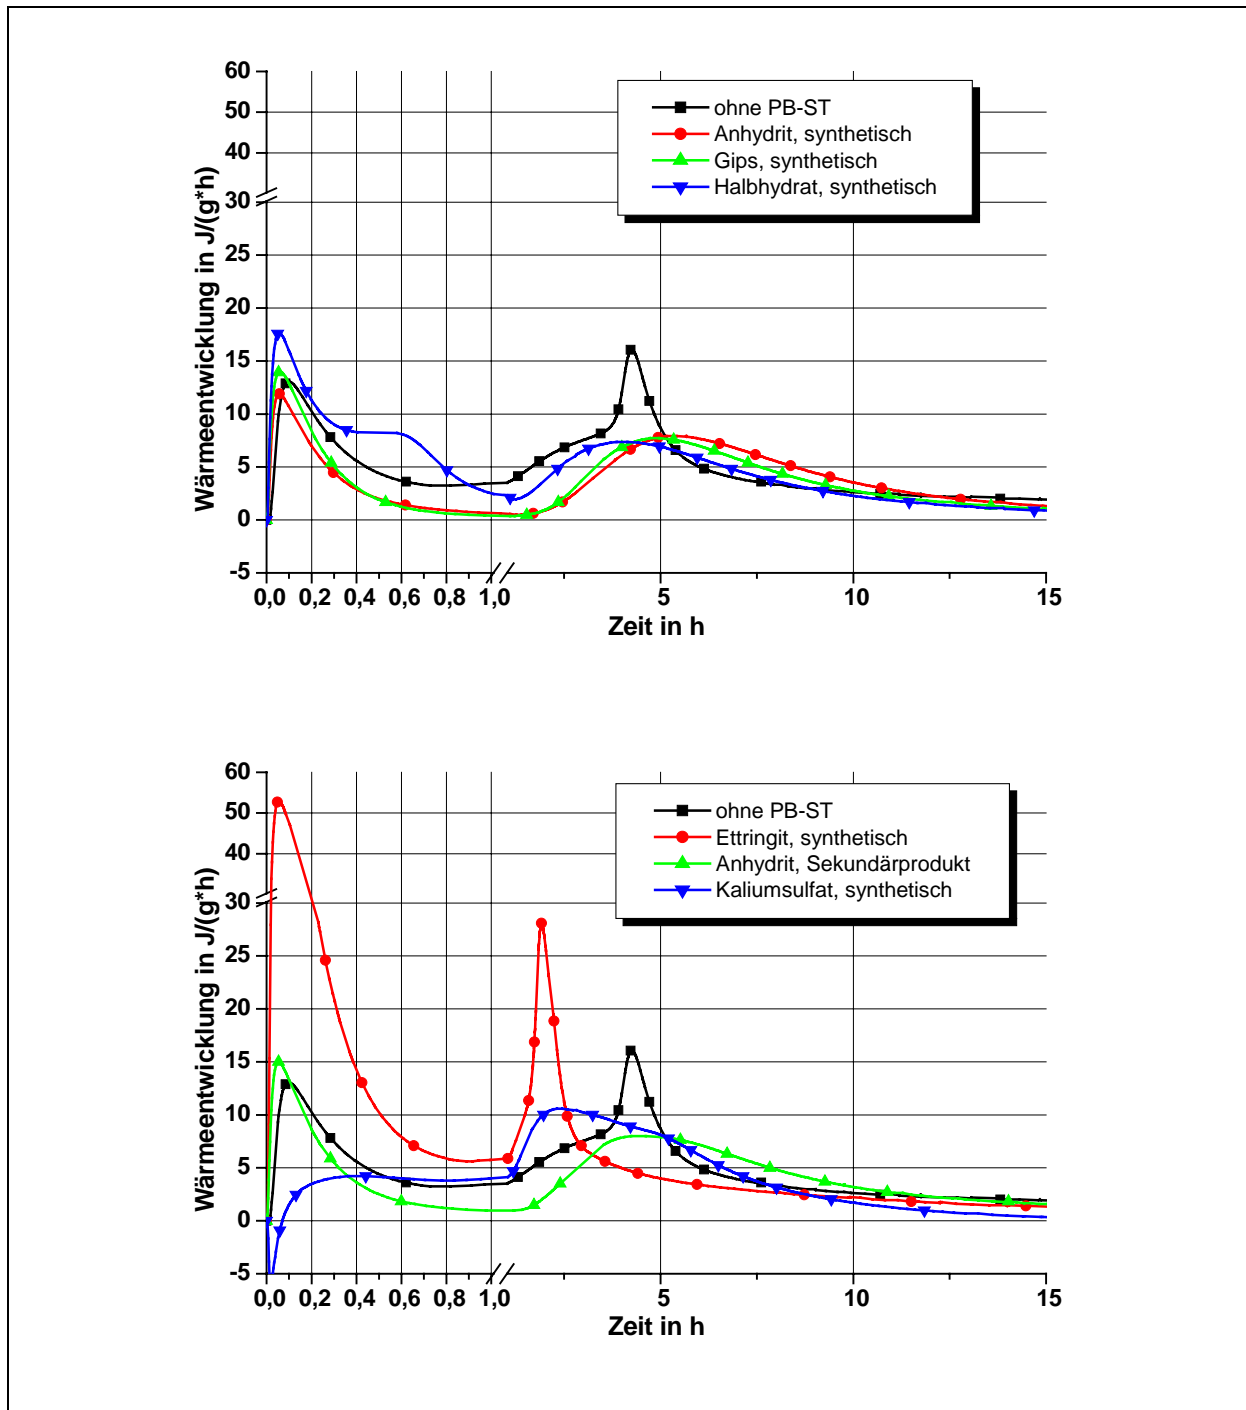 60
50
40
30
25
20
15
10
5
0
-5
Wärmeentwicklung in J/(g*h)
ohne PB-ST
Anhydrit, synthetisch
Gips, synthetisch
Halbhydrat, synthetisch
0,0 0,2 0,4 0,6 0,8 1,0 5 10 15
Zeit in h
60
50
40
30
25
20
15
10
5
0
-5
Wärmeentwicklung in J/(g*h)
ohne PB-ST
Ettringit, synthetisch
Anhydrit, Sekundärprodukt
Kaliumsulfat, synthetisch
0,0 0,2 0,4 0,6 0,8 1,0 5 10 15
Zeit in h